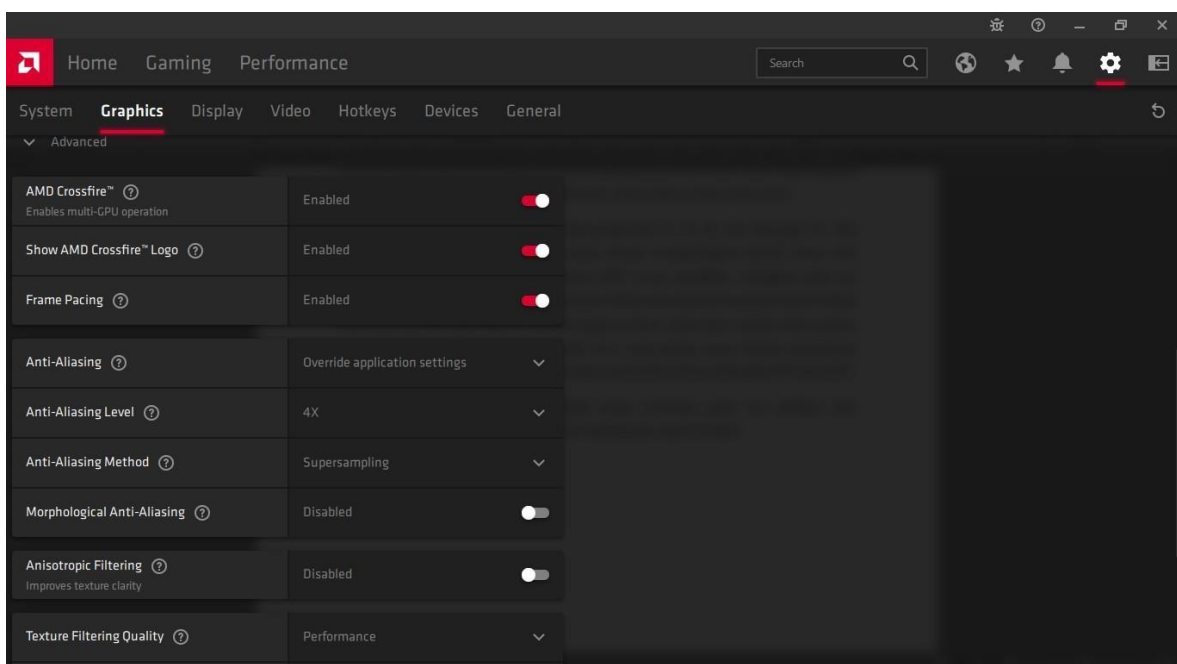 Home Gaming Performance Search
System Graphics Display Video Hotkeys Devices General
Advanced
AMD Crossfire™ Enabled
Enables multi-GPU operation
Show AMD Crossfire™ Logo Enabled
Frame Pacing Enabled
Anti-Aliasing Override application settings
Anti-Aliasing Level 4X
Anti-Aliasing Method Supersampling
Morphological Anti-Aliasing Disabled
Anisotropic Filtering Disabled
Improves texture clarity
Texture Filtering Quality Performance